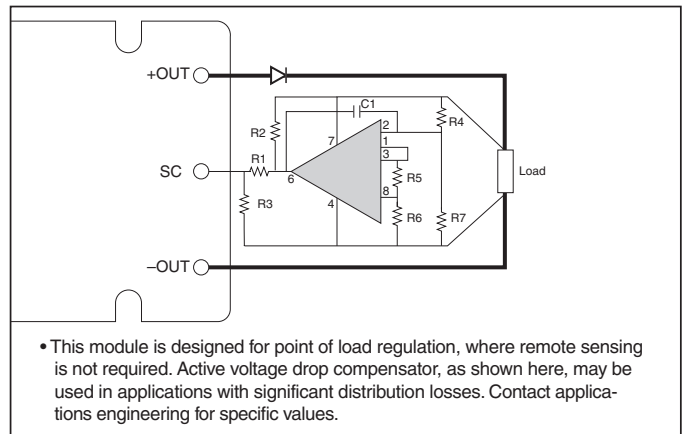 +OUT
C1
R2
7
2
R4
1
3
R1
SC
6
R5
Load
8
R3
4
R6
R7
–OUT
• This module is designed for point of load regulation, where remote sensing
is not required. Active voltage drop compensator, as shown here, may be
used in applications with significant distribution losses. Contact applica-
tions engineering for specific values.